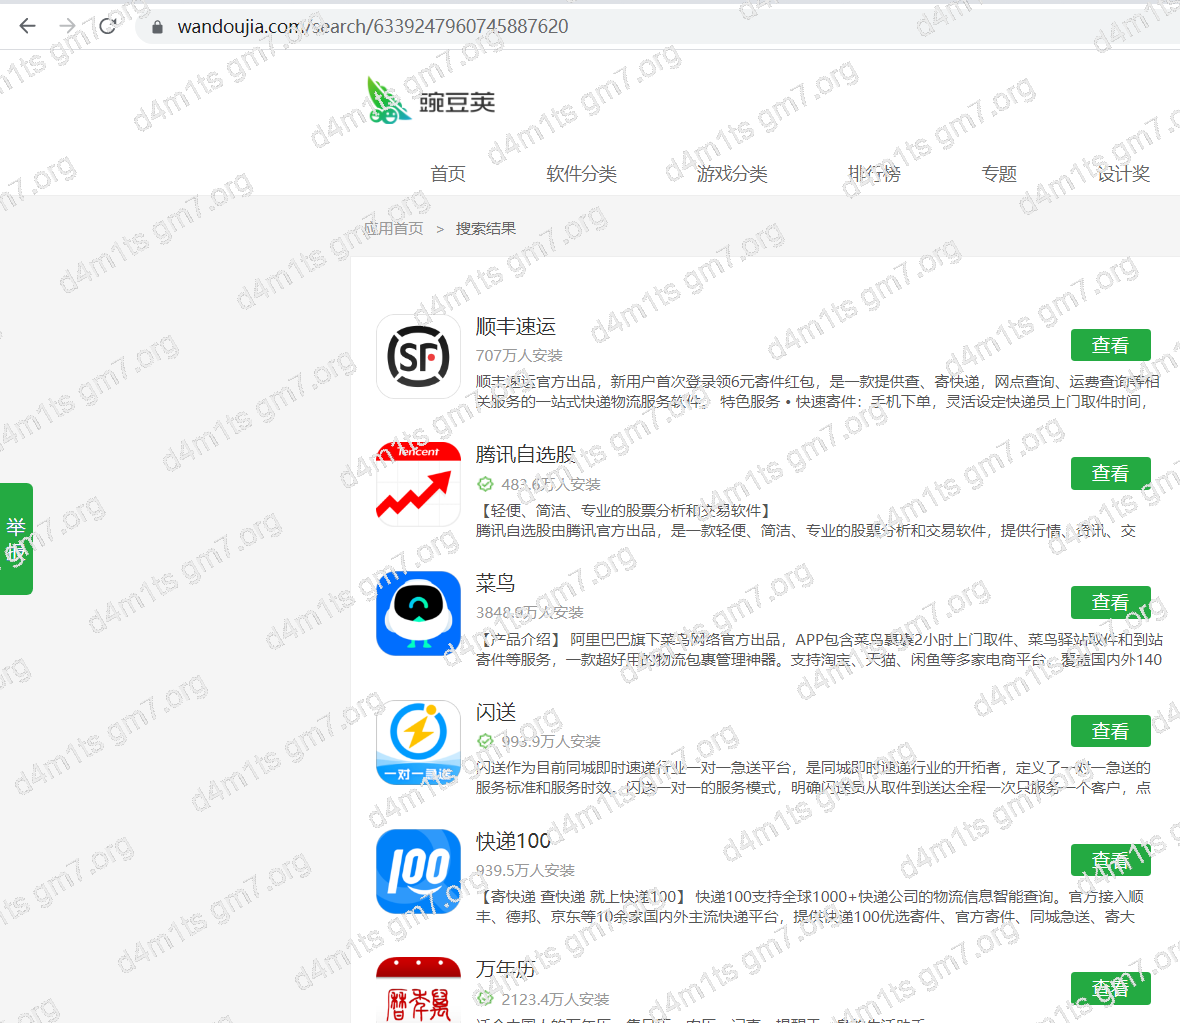 wandoujia.com/search/6339247960745887620
豌豆荚
首页 软件分类 游戏分类 排行榜 专题 设计奖
应用首页 > 搜索结果
SF
顺丰速运
707万人安装
查看
顺丰速运官方出品，新用户首次登录领6元寄件红包，是一款提供查、寄快递，网点查询、运费查询等相
关服务的一站式快递物流服务软件。 特色服务 • 快速寄件：手机下单，灵活设定快递员上门取件时间，
Tencent
腾讯自选股
483.6万人安装
查看
【轻便、简洁、专业的股票分析和交易软件】
腾讯自选股由腾讯官方出品，是一款轻便、简洁、专业的股票分析和交易软件，提供行情、资讯、交
举报
菜鸟
3848.9万人安装
查看
【产品介绍】 阿里巴巴旗下菜鸟网络官方出品，APP包含菜鸟裹裹2小时上门取件、菜鸟驿站取件和到站
寄件等服务，一款超好用的物流包裹管理神器。支持淘宝、天猫、闲鱼等多家电商平台，覆盖国内外140
一对一急送
闪送
993.9万人安装
查看
闪送作为目前同城即时速递行业一对一急送平台，是同城即时速递行业的开拓者，定义了一对一急送的
服务标准和服务时效。闪送一对一的服务模式，明确闪送员从取件到送达全程一次只服务一个客户，点
100
快递100
939.5万人安装
查看
【寄快递 查快递 就上快递100】 快递100支持全球1000+快递公司的物流信息智能查询。官方接入顺
丰、德邦、京东等10余家国内外主流快递平台，提供快递100优选寄件、官方寄件、同城急送、寄大
万年历
2123.4万人安装
查看
d4m1ts gm7.org